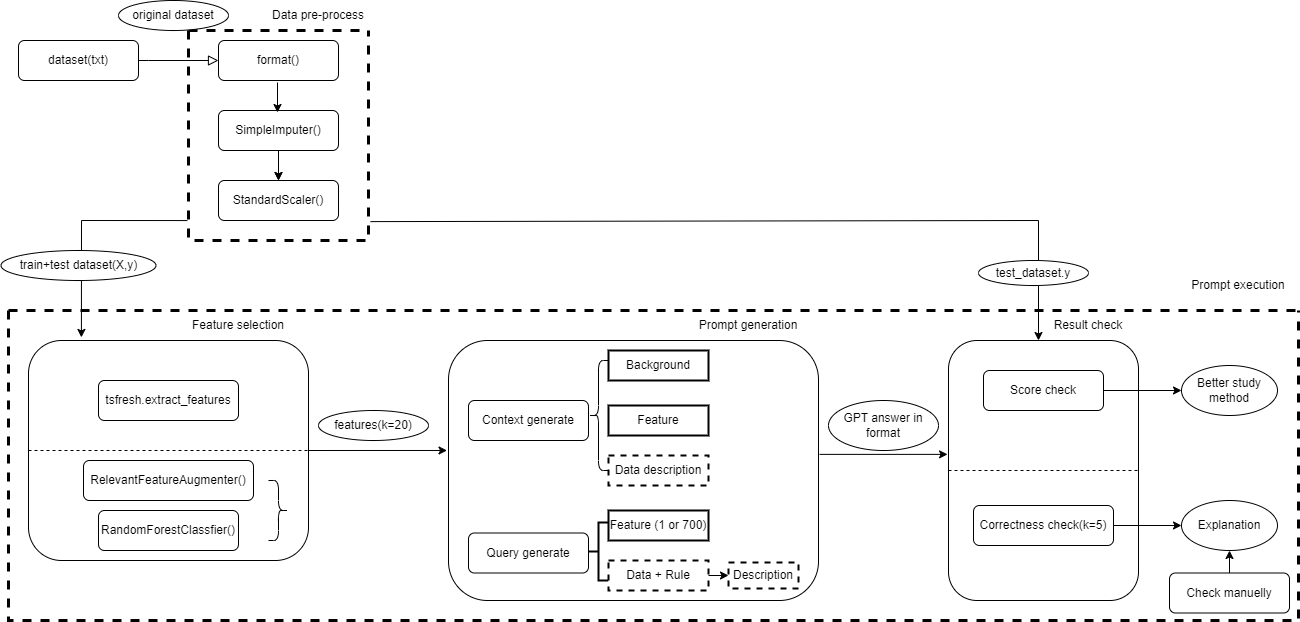 original dataset
Data pre-process
dataset(txt)
format()
SimpleImputer()
StandardScaler()
train+test dataset(X,y)
test_dataset.y
Prompt execution
Feature selection
Prompt generation
Result check
tsfresh.extract_features
RelevantFeatureAugmenter()
RandomForestClassfier()
features(k=20)
Context generate
Background
Feature
Data description
Query generate
Feature (1 or 700)
Data + Rule
Description
GPT answer in
format
Score check
Better study
method
Correctness check(k=5)
Explanation
Check manuelly